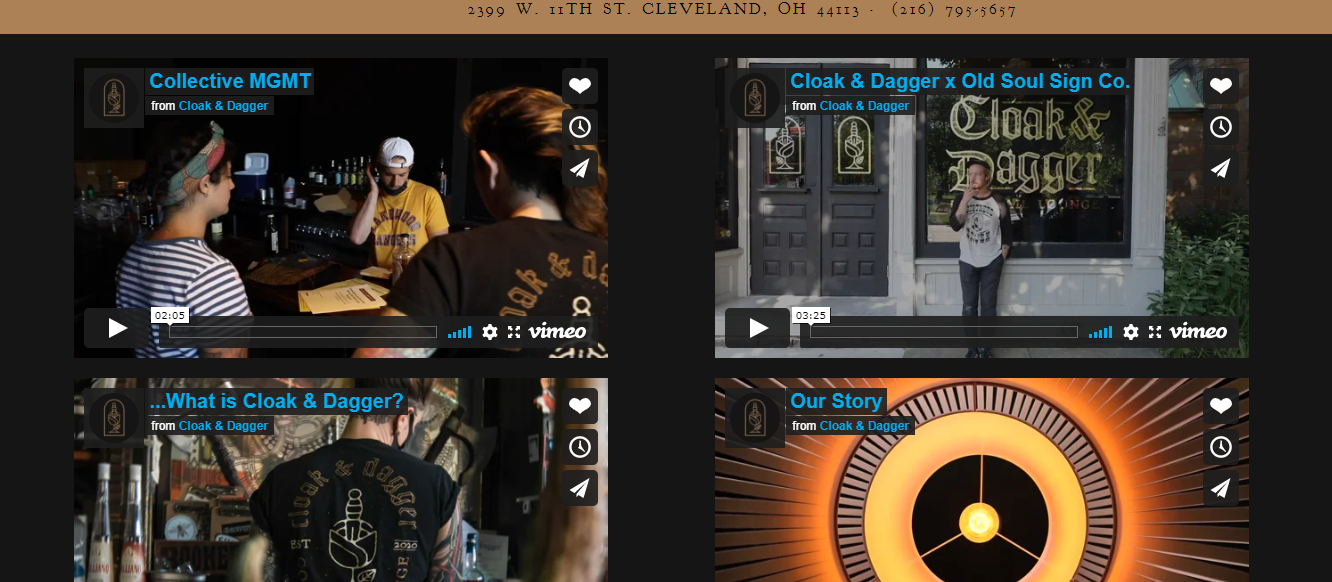 2399 W. 11TH ST. CLEVELAND, OH 44113 · (216) 795-5657
Collective MGMT
from Cloak & Dagger
02:05
vimeo
Cloak & Dagger x Old Soul Sign Co.
from Cloak & Dagger
Cloak &
Dagger
03:25
vimeo
...What is Cloak & Dagger?
from Cloak & Dagger
cloak & dagger
EST
2020
Our Story
from Cloak & Dagger